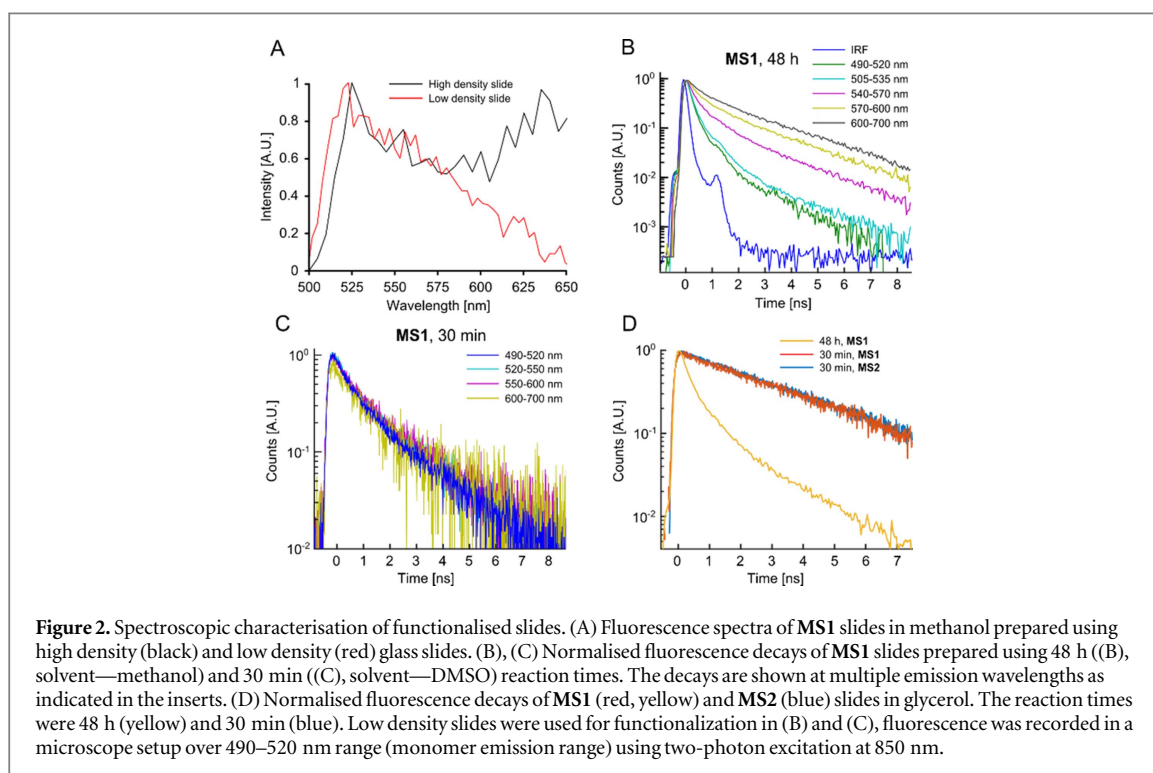 A
High density slide
Low density slide
Intensity [A.U.]
1
0.8
0.6
0.4
0.2
0
500 525 550 575 600 625 650
Wavelength [nm]
B
MS1, 48 h
IRF
490-520 nm
505-535 nm
540-570 nm
570-600 nm
600-700 nm
Counts [A.U.]
10^0
10^-1
10^-2
10^-3
0 1 2 3 4 5 6 7 8
Time [ns]
C
MS1, 30 min
490-520 nm
520-550 nm
550-600 nm
600-700 nm
Counts [A.U.]
10^0
10^-1
10^-2
0 1 2 3 4 5 6 7 8
Time [ns]
D
48 h, MS1
30 min, MS1
30 min, MS2
Counts [A.U.]
10^0
10^-1
10^-2
0 1 2 3 4 5 6 7
Time [ns]
Figure 2. Spectroscopic characterisation of functionalised slides. (A) Fluorescence spectra of MS1 slides in methanol prepared using
high density (black) and low density (red) glass slides. (B), (C) Normalised fluorescence decays of MS1 slides prepared using 48 h ((B),
solvent—methanol) and 30 min ((C), solvent—DMSO) reaction times. The decays are shown at multiple emission wavelengths as
indicated in the inserts. (D) Normalised fluorescence decays of MS1 (red, yellow) and MS2 (blue) slides in glycerol. The reaction times
were 48 h (yellow) and 30 min (blue). Low density slides were used for functionalization in (B) and (C), fluorescence was recorded in a
microscope setup over 490–520 nm range (monomer emission range) using two-photon excitation at 850 nm.